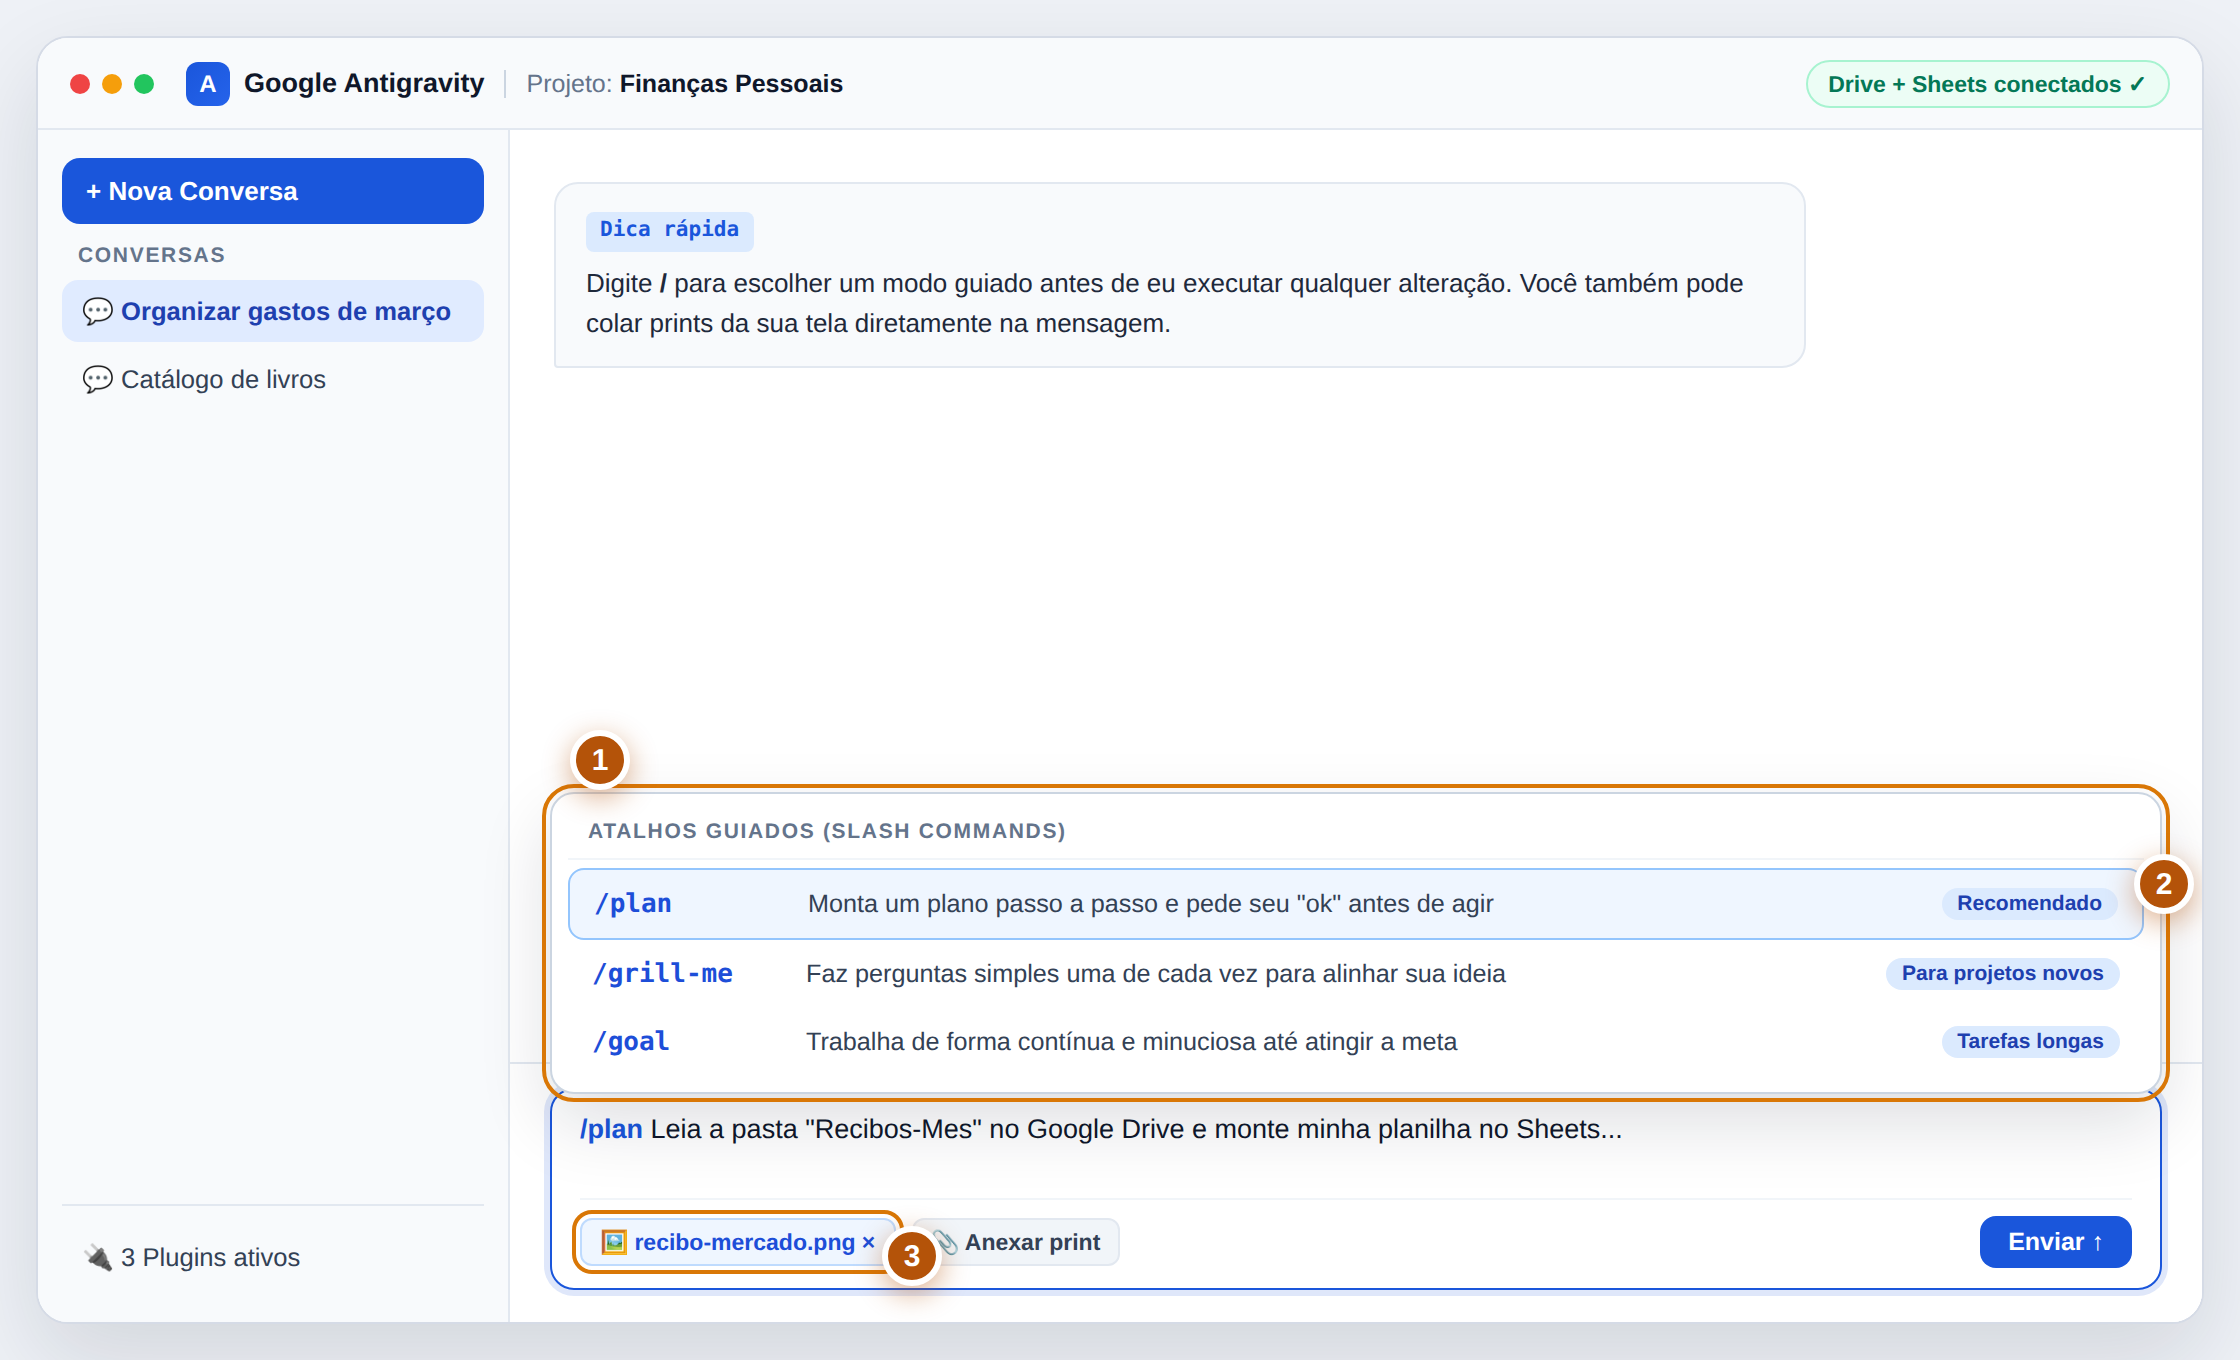 A Google Antigravity Projeto: Finanças Pessoais
Drive + Sheets conectados ✓
+ Nova Conversa
CONVERSAS
Organizar gastos de março
Catálogo de livros
3 Plugins ativos
Dica rápida
Digite / para escolher um modo guiado antes de eu executar qualquer alteração. Você também pode
colar prints da sua tela diretamente na mensagem.
1
ATALHOS GUIADOS (SLASH COMMANDS)
/plan Monta um plano passo a passo e pede seu "ok" antes de agir Recomendado
2
/grill-me Faz perguntas simples uma de cada vez para alinhar sua ideia Para projetos novos
/goal Trabalha de forma contínua e minuciosa até atingir a meta Tarefas longas
/plan Leia a pasta "Recibos-Mes" no Google Drive e monte minha planilha no Sheets...
recibo-mercado.png ×
3
Anexar print
Enviar ↑